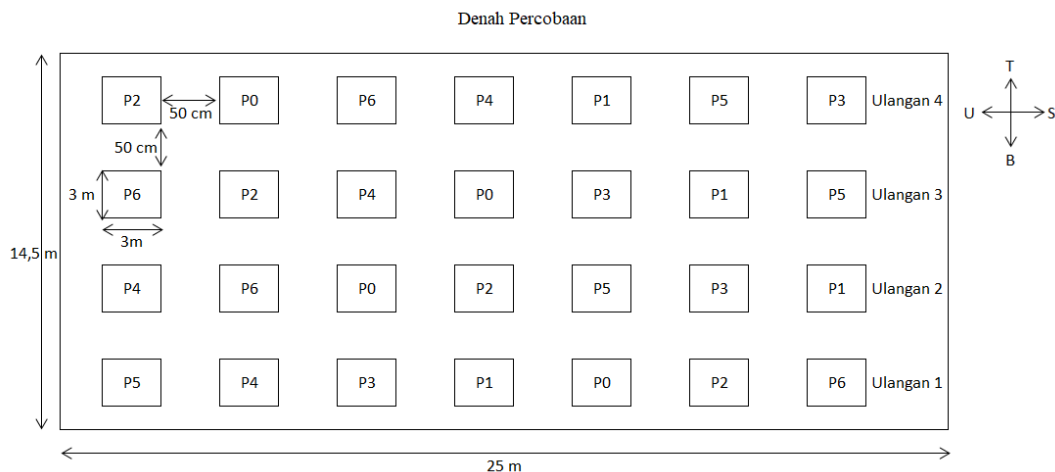 Denah Percobaan
P2 P0 P6 P4 P1 P5 P3 Ulangan 4
50 cm
50 cm
T
U S
B
P6 P2 P4 P0 P3 P1 P5 Ulangan 3
3 m
3m
14,5 m
P4 P6 P0 P2 P5 P3 P1 Ulangan 2
P5 P4 P3 P1 P0 P2 P6 Ulangan 1
25 m